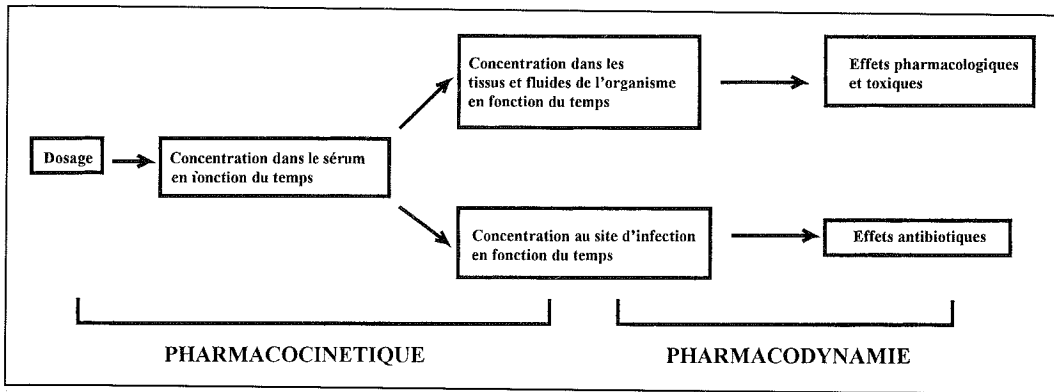 Dosage
Concentration dans le sérum
en fonction du temps
Concentration dans les
tissus et fluides de l'organisme
en fonction du temps
Effets pharmacologiques
et toxiques
Concentration au site d'infection
en fonction du temps
Effets antibiotiques
PHARMACOCINETIQUE
PHARMACODYNAMIE